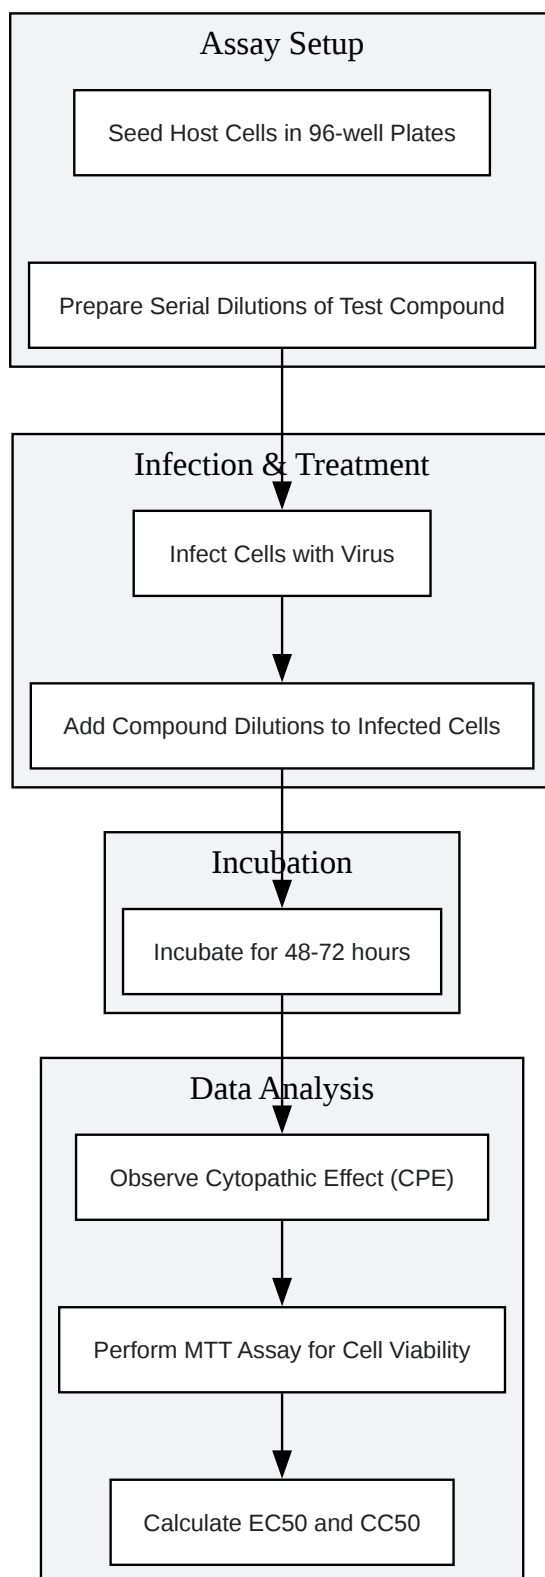 Assay Setup
Seed Host Cells in 96-well Plates
Prepare Serial Dilutions of Test Compound
Infection & Treatment
Infect Cells with Virus
Add Compound Dilutions to Infected Cells
Incubation
Incubate for 48-72 hours
Data Analysis
Observe Cytopathic Effect (CPE)
Perform MTT Assay for Cell Viability
Calculate EC50 and CC50